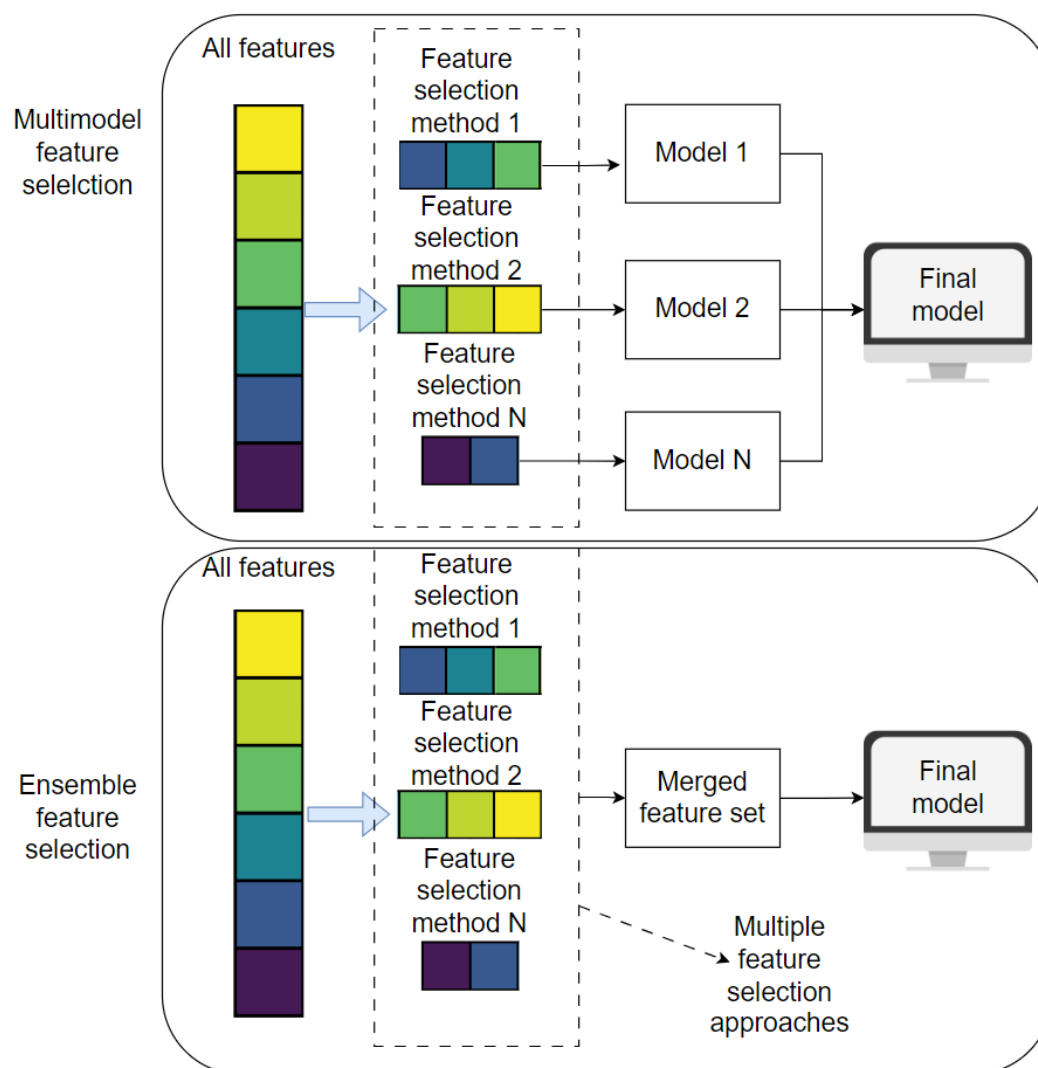 All features
Feature
selection
method 1
Multimodel
feature
selelction
Model 1
Feature
selection
method 2
Model 2
Final
model
Feature
selection
method N
Model N
All features
Feature
selection
method 1
Feature
selection
method 2
Ensemble
feature
selection
Merged
feature set
Final
model
Feature
selection
method N
Multiple
feature
selection
approaches